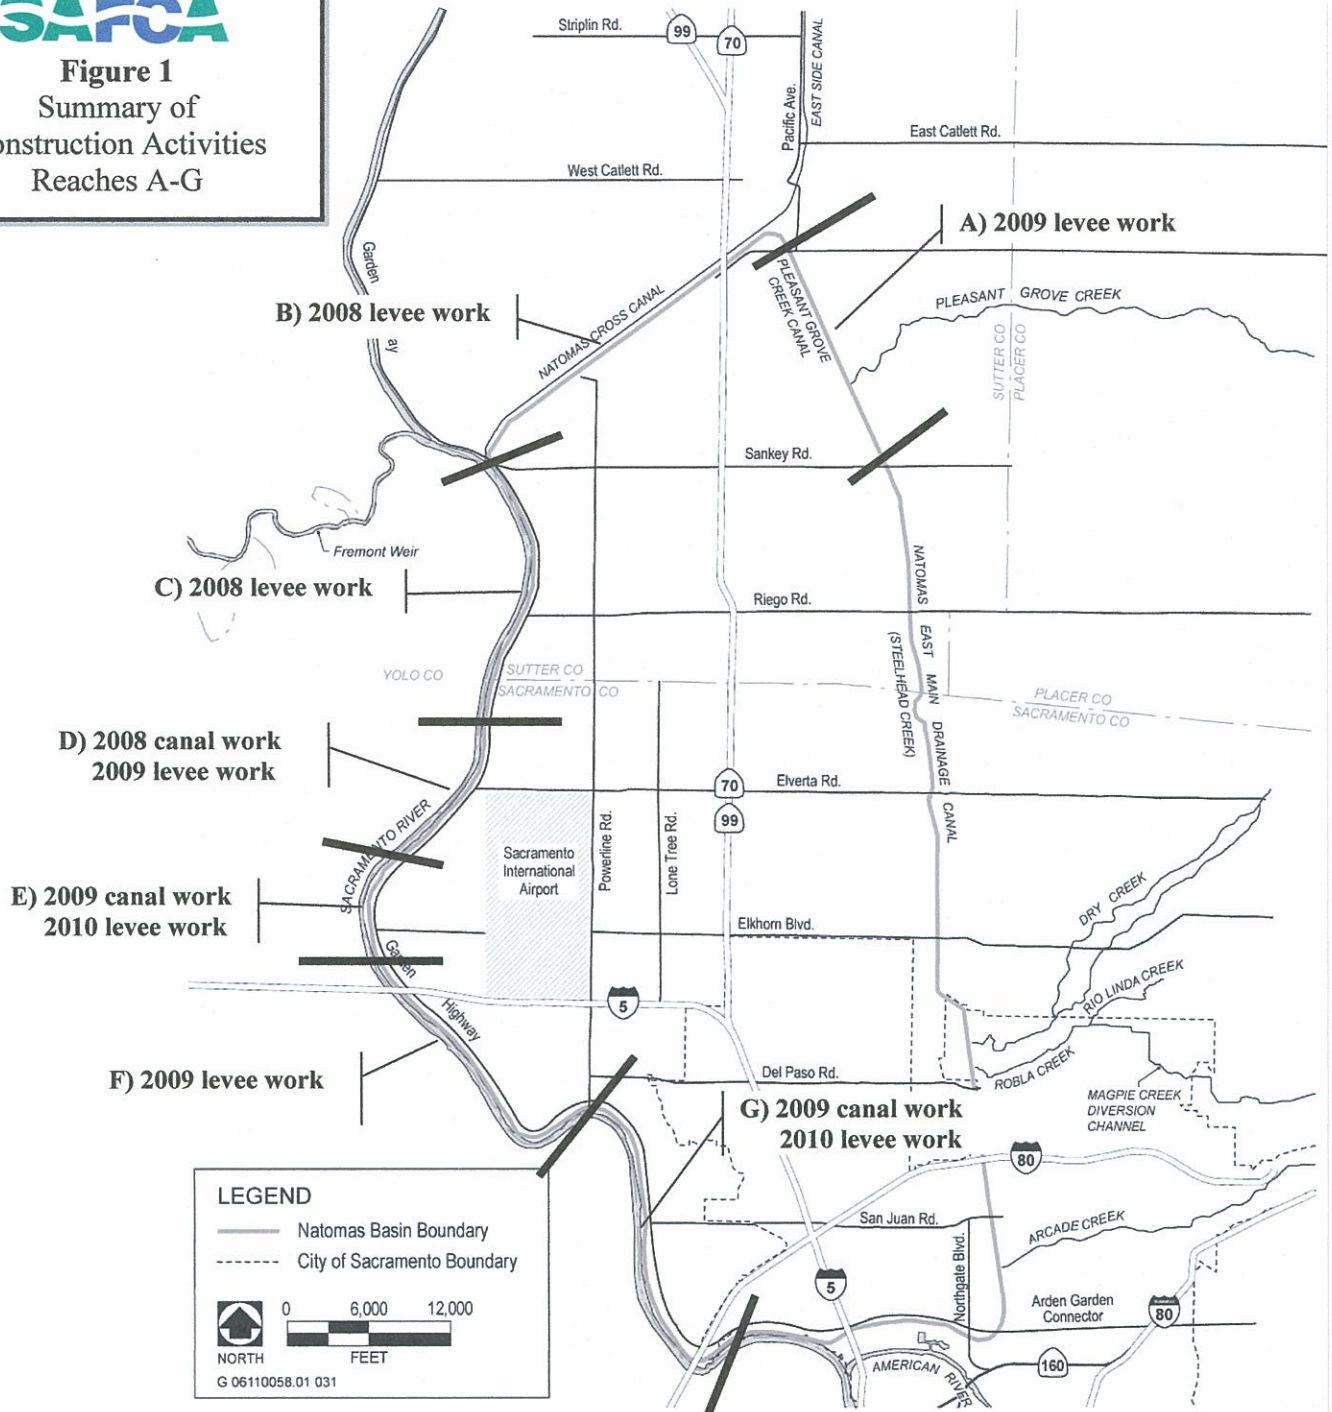 SAFCA
Figure 1
Summary of
onstruction Activities
Reaches A-G
Striplin Rd.
99
70
EAST SIDE CANAL
Pacific Ave.
East Catlett Rd.
West Catlett Rd.
A) 2009 levee work
Garden
ay
B) 2008 levee work
NATOMAS CROSS CANAL
PLEASANT GROVE
CREEK CANAL
PLEASANT GROVE CREEK
SUTTER CO
PLACER CO
Sankey Rd.
Fremont Weir
C) 2008 levee work
Riego Rd.
NATOMAS EAST MAIN DRAINAGE CANAL
(STEELHEAD CREEK)
YOLO CO
SUTTER CO
SACRAMENTO CO
PLACER CO
SACRAMENTO CO
D) 2008 canal work
2009 levee work
70
Elverta Rd.
99
SACRAMENTO RIVER
Sacramento
International
Airport
Powerline Rd.
Lone Tree Rd.
E) 2009 canal work
2010 levee work
Elkhorn Blvd.
DRY CREEK
Garden
Highway
5
RIO LINDA CREEK
F) 2009 levee work
Del Paso Rd.
ROBLA CREEK
MAGPIE CREEK
DIVERSION
CHANNEL
G) 2009 canal work
2010 levee work
80
San Juan Rd.
Northgate Blvd.
ARCADE CREEK
5
Arden Garden
Connector
80
160
AMERICAN RIVER
LEGEND
Natomas Basin Boundary
City of Sacramento Boundary
0 6,000 12,000
FEET
NORTH
G 06110058.01 031